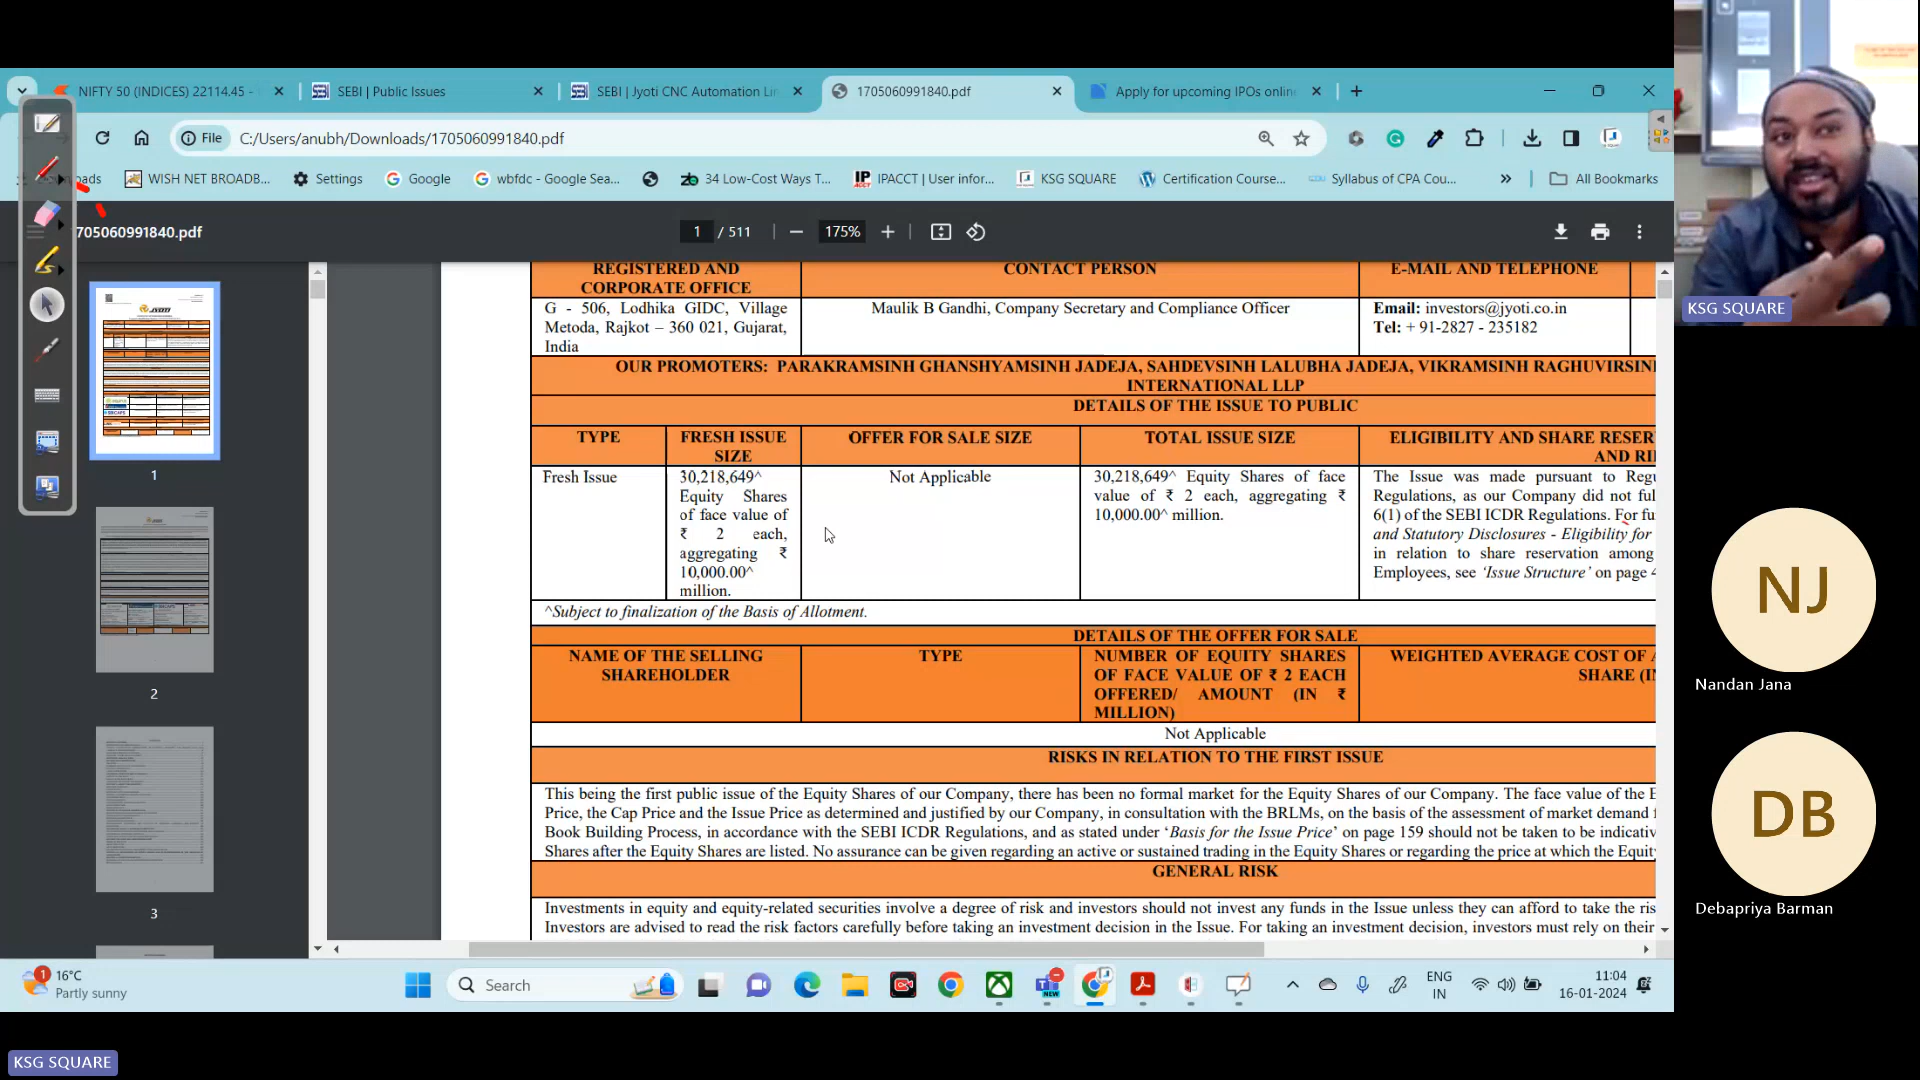 NIFTY 50 (INDICES) 22114.45 -
SEBI | Public Issues
SEBI | Jyoti CNC Automation Lin
1705060991840.pdf
Apply for upcoming IPOs online
File
C:/Users/anubh/Downloads/1705060991840.pdf
WISH NET BROADB...
Settings
Google
wbfdc - Google Sea...
34 Low-Cost Ways T...
IPACCT | User infor...
KSG SQUARE
Certification Course...
Syllabus of CPA Cou...
All Bookmarks
705060991840.pdf
1 / 511
175%
REGISTERED AND CORPORATE OFFICE
CONTACT PERSON
E-MAIL AND TELEPHONE
G - 506, Lodhika GIDC, Village
Metoda, Rajkot – 360 021, Gujarat,
India
Maulik B Gandhi, Company Secretary and Compliance Officer
Email: investors@jyoti.co.in
Tel: + 91-2827 - 235182
OUR PROMOTERS: PARAKRAMSINH GHANSHYAMSINH JADEJA, SAHDEVSINH LALUBHA JADEJA, VIKRAMSINH RAGHUVIRSIN
INTERNATIONAL LLP
DETAILS OF THE ISSUE TO PUBLIC
TYPE
FRESH ISSUE
SIZE
OFFER FOR SALE SIZE
TOTAL ISSUE SIZE
ELIGIBILITY AND SHARE RESER
AND RI
Fresh Issue
30,218,649^
Equity Shares
of face value of
₹ 2 each,
aggregating ₹
10,000.00^
million.
Not Applicable
30,218,649^ Equity Shares of face
value of ₹ 2 each, aggregating ₹
10,000.00^ million.
The Issue was made pursuant to Regu
Regulations, as our Company did not ful
6(1) of the SEBI ICDR Regulations. For fu
and Statutory Disclosures - Eligibility for
in relation to share reservation among
Employees, see ‘Issue Structure’ on page 4
^Subject to finalization of the Basis of Allotment.
DETAILS OF THE OFFER FOR SALE
NAME OF THE SELLING
SHAREHOLDER
TYPE
NUMBER OF EQUITY SHARES
OF FACE VALUE OF ₹ 2 EACH
OFFERED/ AMOUNT (IN ₹
MILLION)
WEIGHTED AVERAGE COST OF A
SHARE (IN
Not Applicable
RISKS IN RELATION TO THE FIRST ISSUE
This being the first public issue of the Equity Shares of our Company, there has been no formal market for the Equity Shares of our Company. The face value of the E
Price, the Cap Price and the Issue Price as determined and justified by our Company, in consultation with the BRLMs, on the basis of the assessment of market demand f
Book Building Process, in accordance with the SEBI ICDR Regulations, and as stated under ‘Basis for the Issue Price’ on page 159 should not be taken to be indicativ
Shares after the Equity Shares are listed. No assurance can be given regarding an active or sustained trading in the Equity Shares or regarding the price at which the Equity
GENERAL RISK
Investments in equity and equity-related securities involve a degree of risk and investors should not invest any funds in the Issue unless they can afford to take the ris
Investors are advised to read the risk factors carefully before taking an investment decision in the Issue. For taking an investment decision, investors must rely on their
1
2
3
KSG SQUARE
NJ
Nandan Jana
DB
Debapriya Barman
1
16°C
Partly sunny
Search
NEW
ENG
IN
11:04
16-01-2024
KSG SQUARE